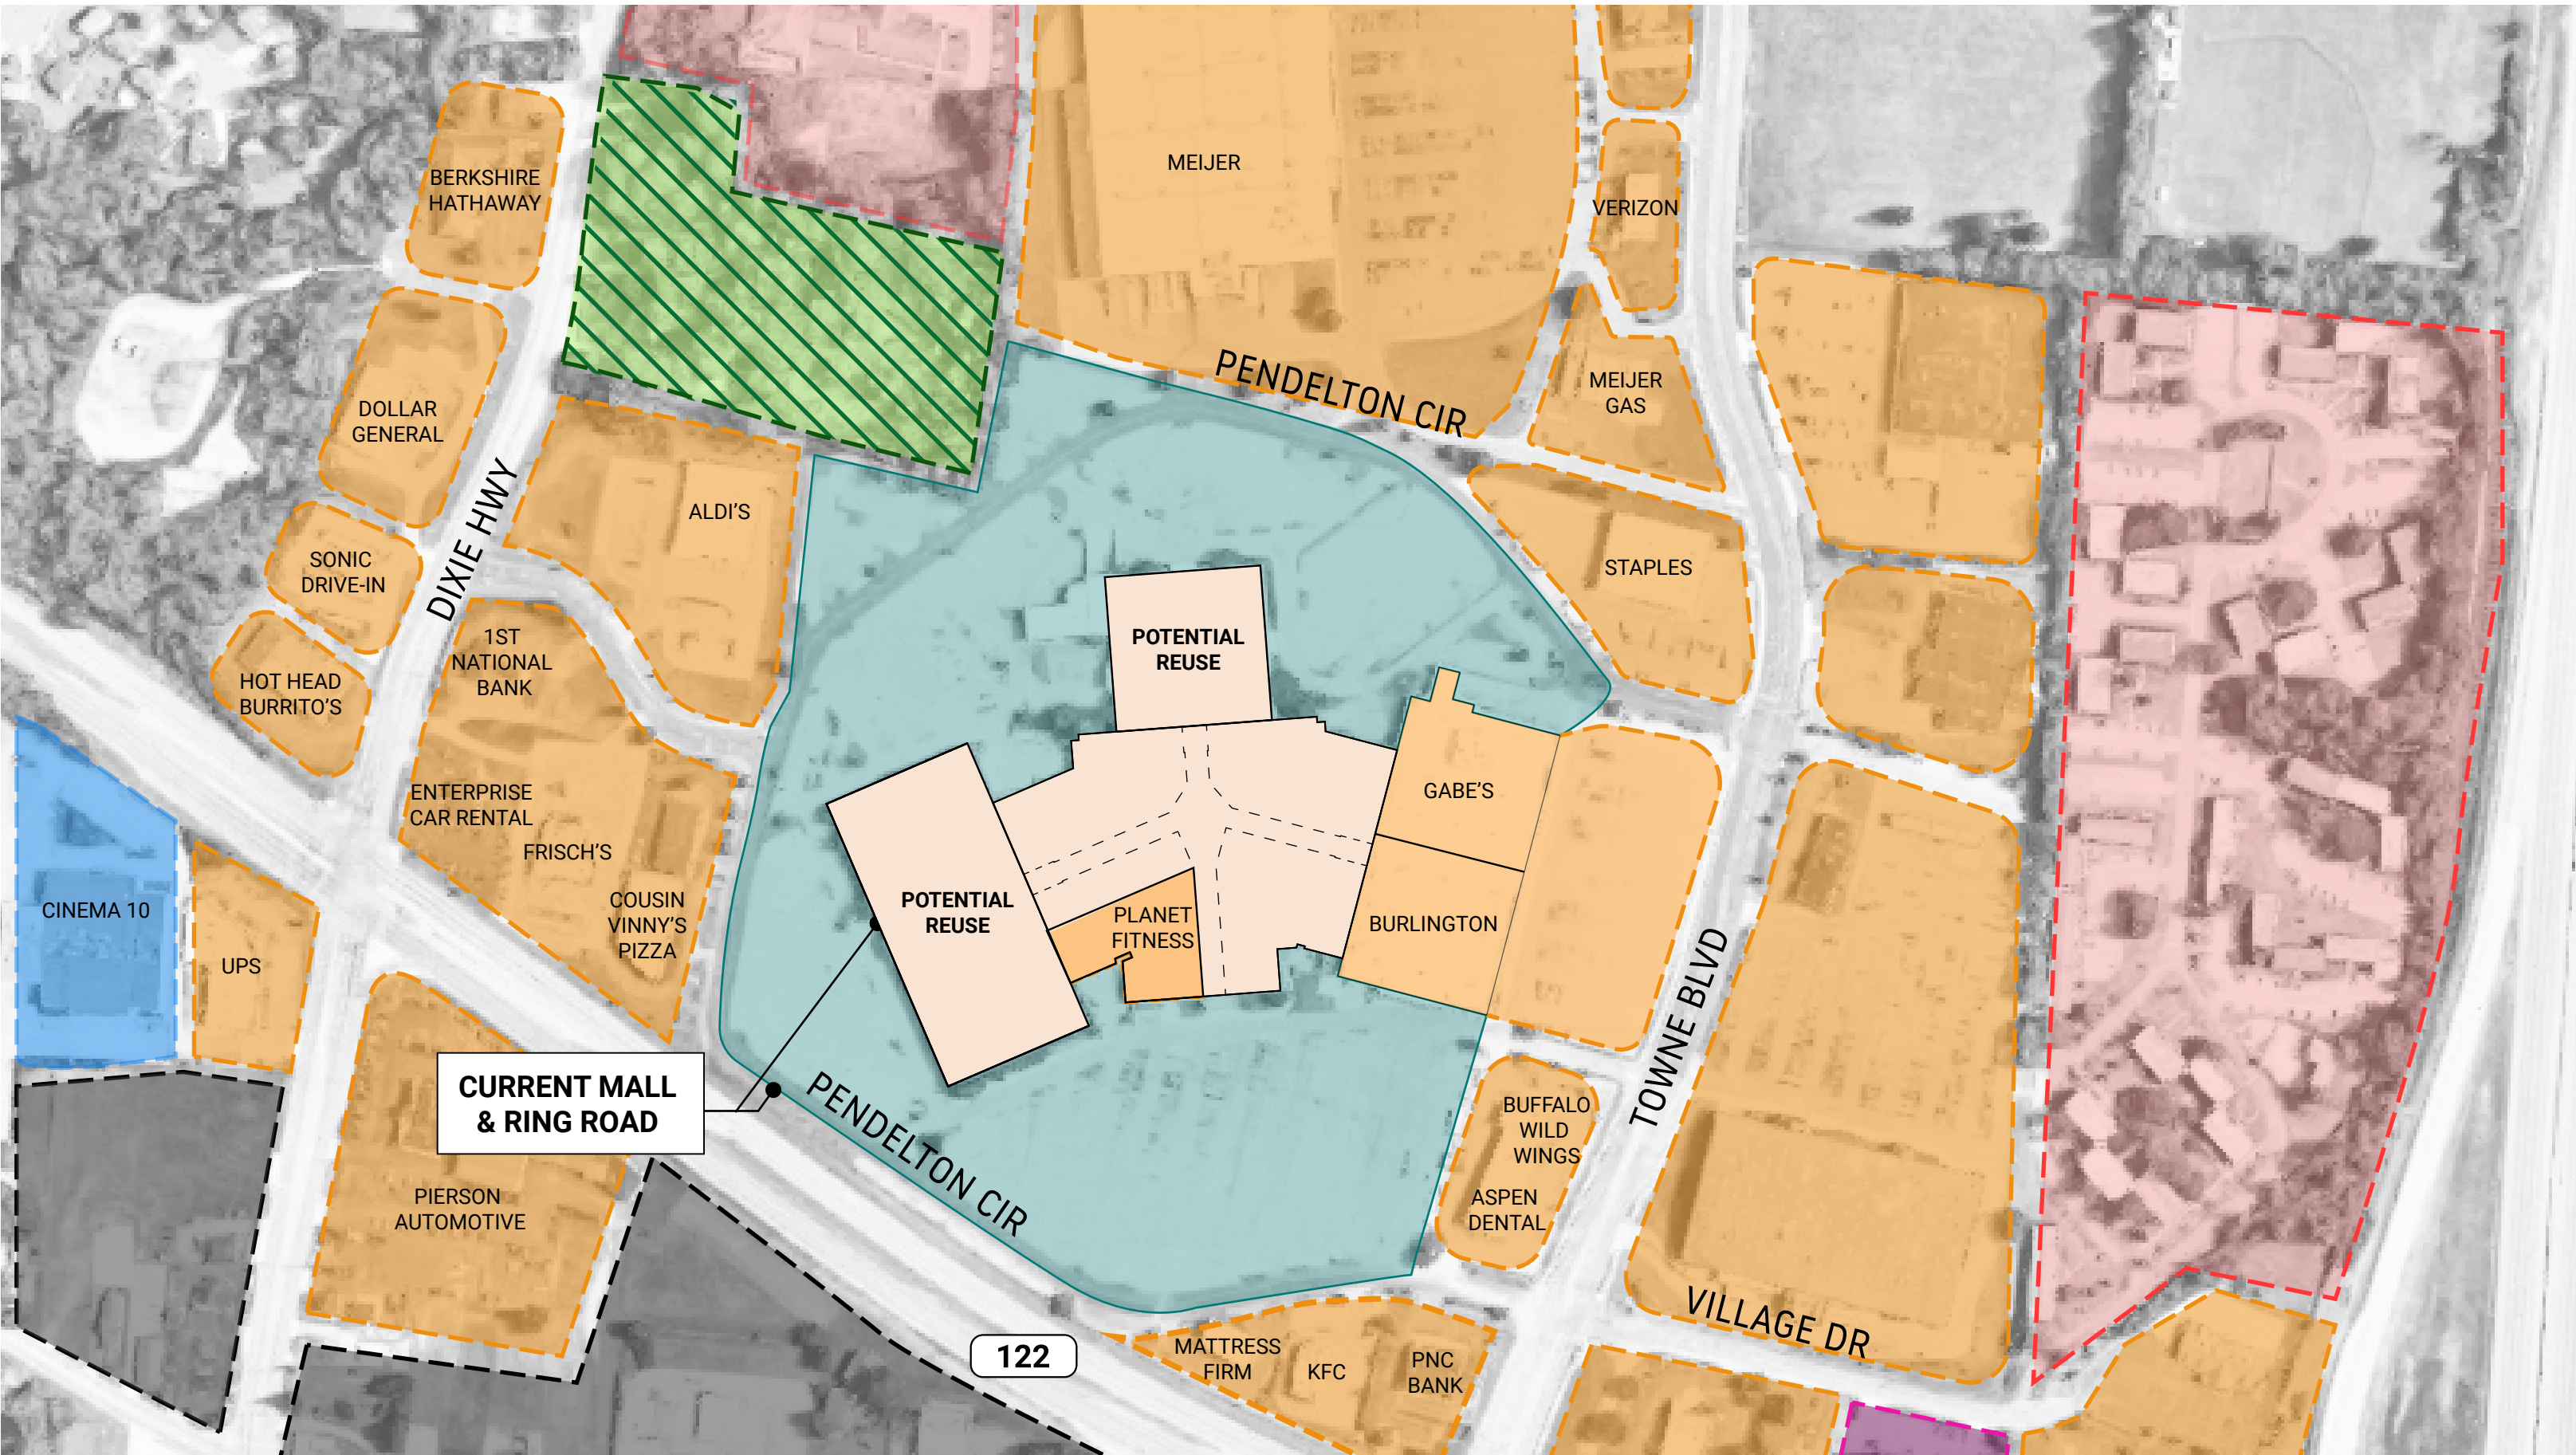 BERKSHIRE
HATHAWAY
MEIJER
VERIZON
DOLLAR
GENERAL
PENDELTON CIR
MEIJER
GAS
DIXIE HWY
ALDI'S
SONIC
DRIVE-IN
STAPLES
1ST
NATIONAL
BANK
POTENTIAL
REUSE
HOT HEAD
BURRITO'S
ENTERPRISE
CAR RENTAL
FRISCH'S
GABE'S
CINEMA 10
UPS
COUSIN
VINNY'S
PIZZA
POTENTIAL
REUSE
PLANET
FITNESS
BURLINGTON
TOWNE BLVD
CURRENT MALL
& RING ROAD
PENDELTON CIR
BUFFALO
WILD
WINGS
ASPEN
DENTAL
PIERSON
AUTOMOTIVE
122
MATTRESS
FIRM
KFC
PNC
BANK
VILLAGE DR